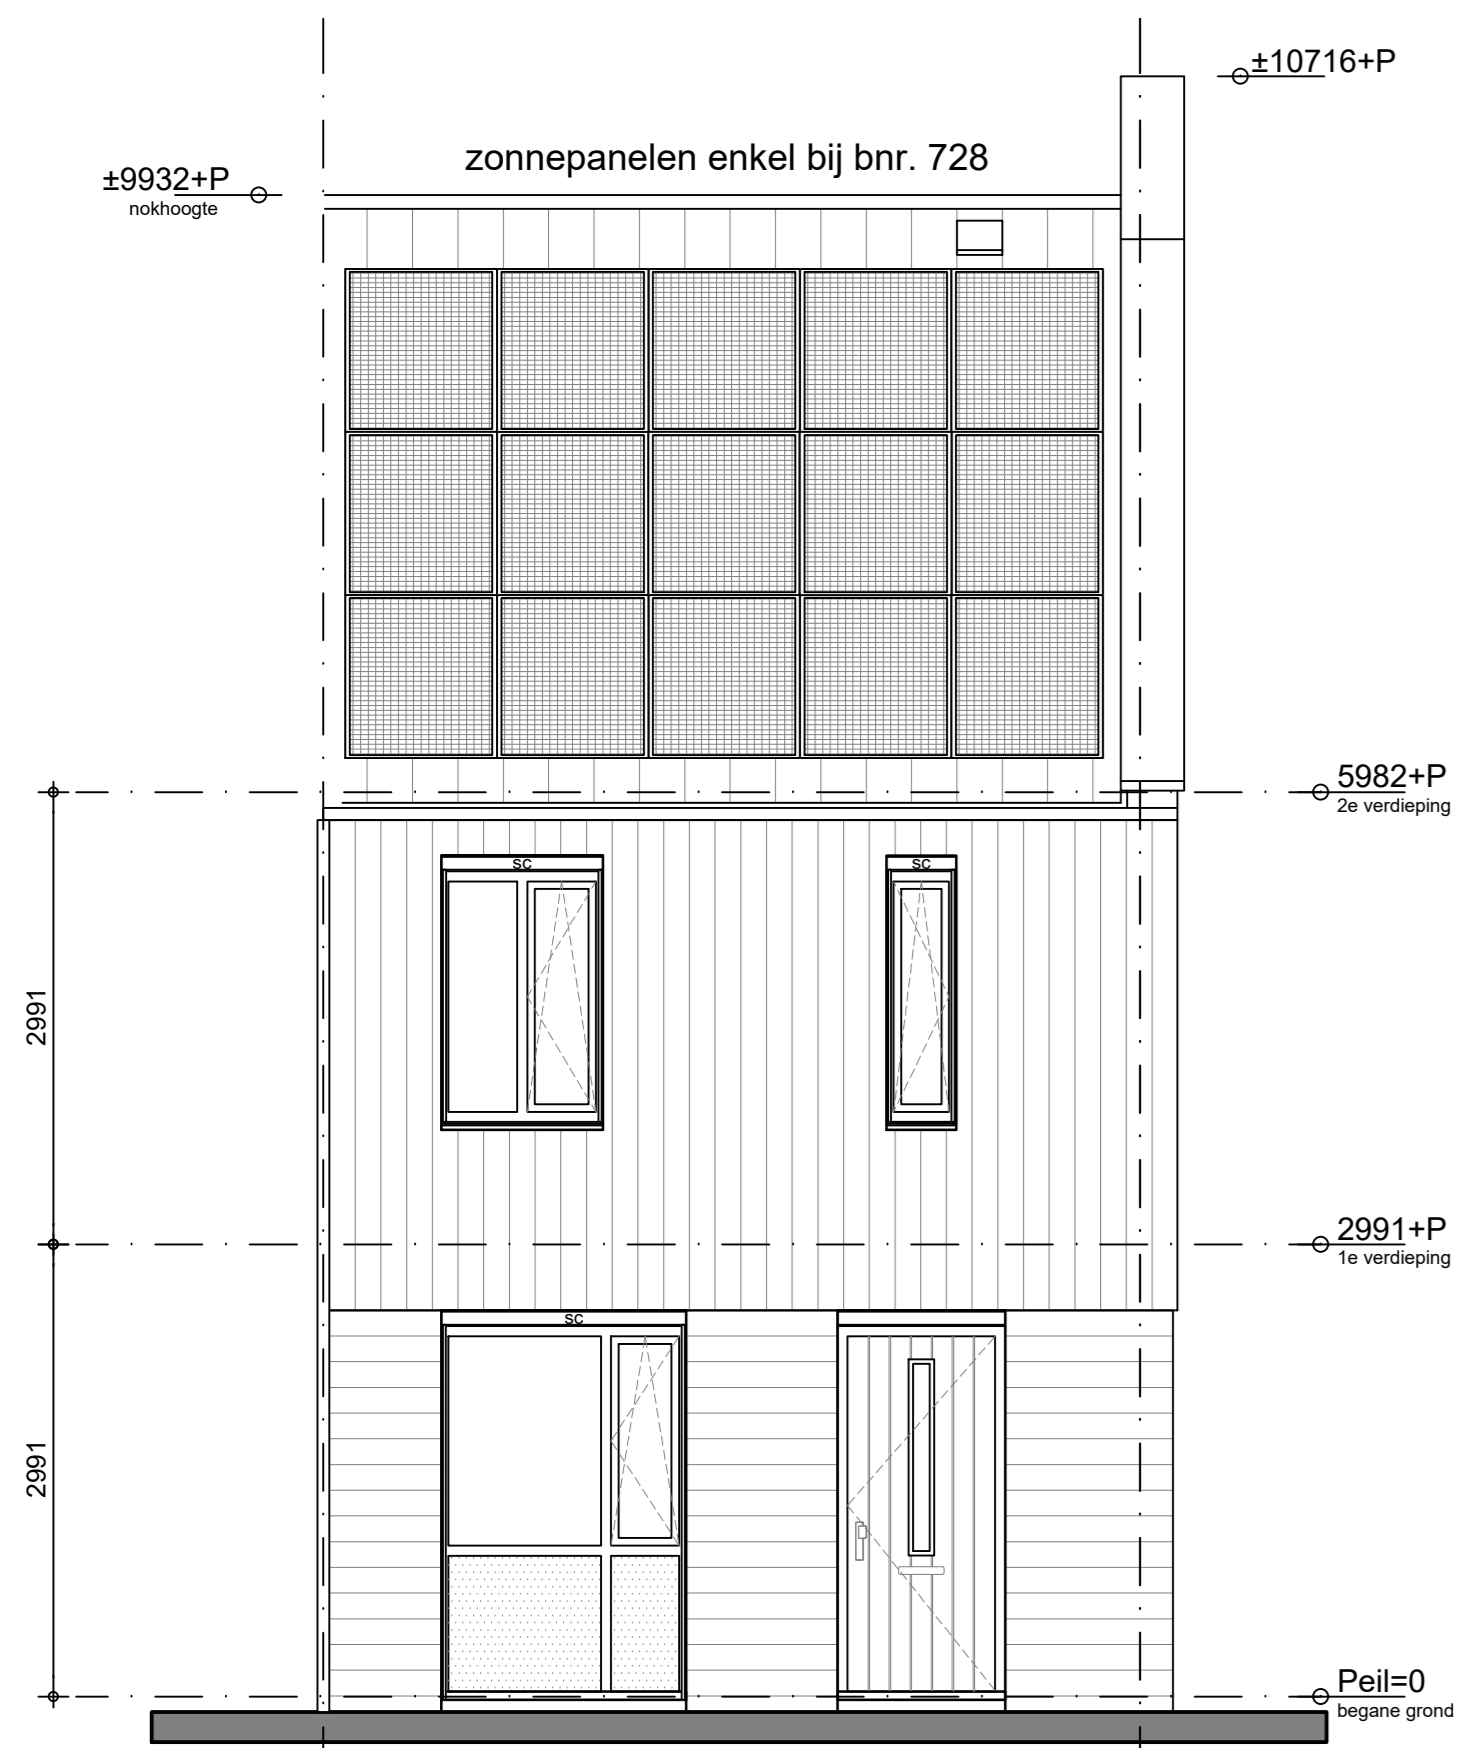 ±10716+P
zonnepanelen enkel bij bnr. 728
±9932+P
nokhoogte
5982+P
2e verdieping
sc
sc
2991
2991+P
1e verdieping
sc
2991
Peil=0
begane grond